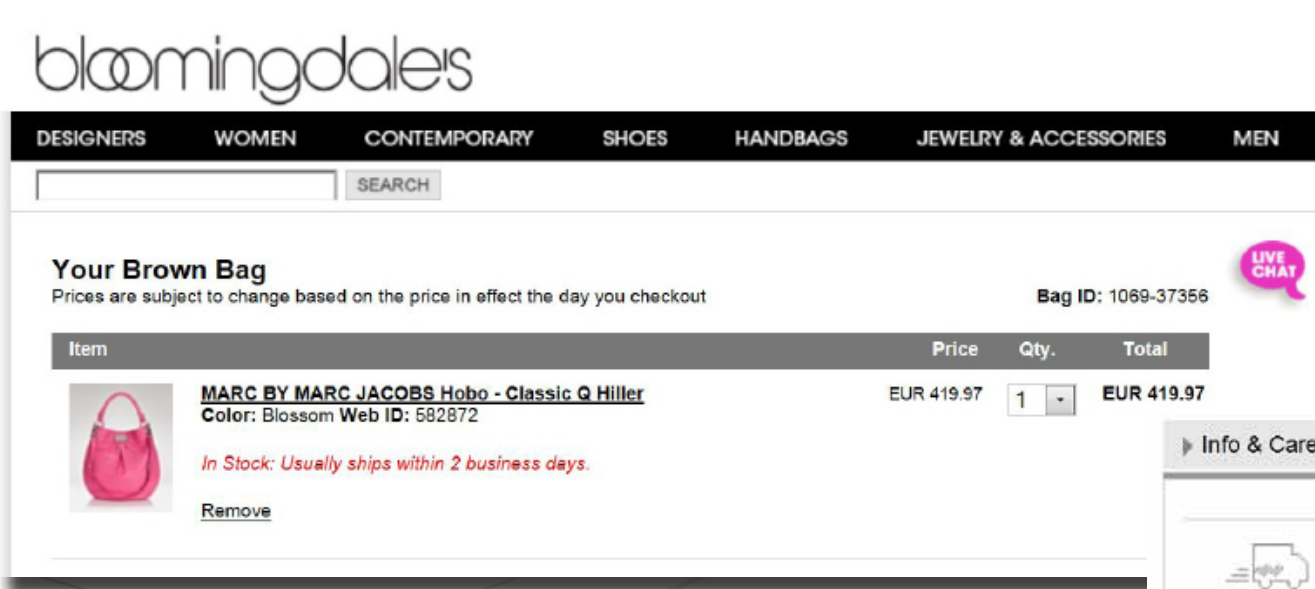 bloomingdale's
DESIGNERS WOMEN CONTEMPORARY SHOES HANDBAGS JEWELRY & ACCESSORIES MEN
SEARCH
LIVE
CHAT
Your Brown Bag
Prices are subject to change based on the price in effect the day you checkout Bag ID: 1069-37356
Item Price Qty. Total
MARC BY MARC JACOBS Hobo - Classic Q Hiller EUR 419.97 1 EUR 419.97
Color: Blossom Web ID: 582872
In Stock: Usually ships within 2 business days.
Remove
Info & Care